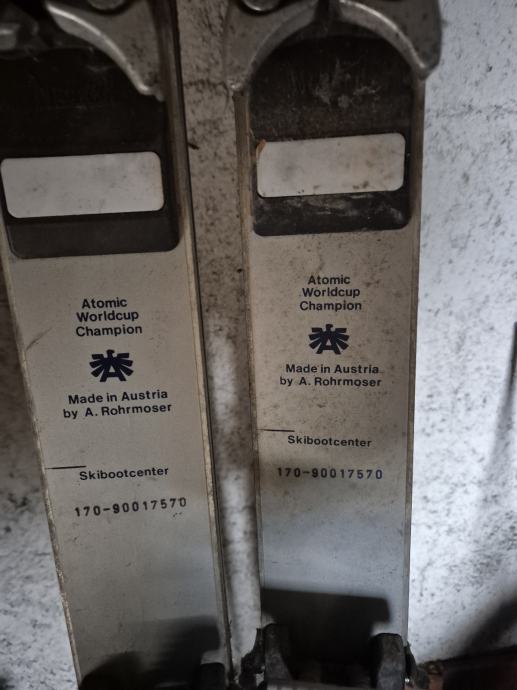 Atomic
Worldcup
Champion
Made in Austria
by A. Rohrmoser
Skibootcenter
170-90017570
Atomic
Worldcup
Champion
Made in Austria
by A. Rohrmoser
Skibootcenter
170-90017570